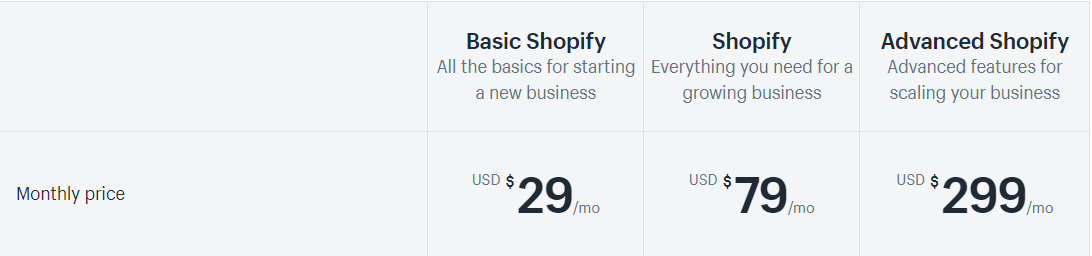 Basic Shopify
All the basics for starting
a new business
Shopify
Everything you need for a
growing business
Advanced Shopify
Advanced features for
scaling your business
Monthly price
USD $29/mo
USD $79/mo
USD $299/mo